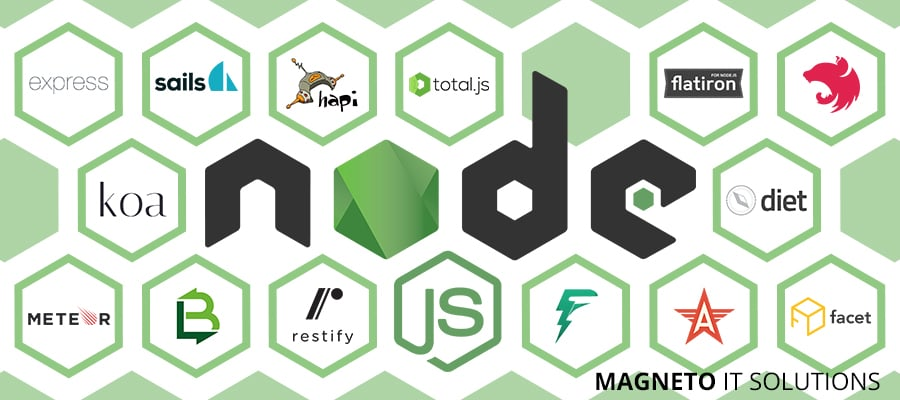 express
sails
hapi
total.js
FOR NODE.JS
flatiron
koa
node
diet
METEOR
B
restify
JS
F
A
facet
MAGNETO IT SOLUTIONS